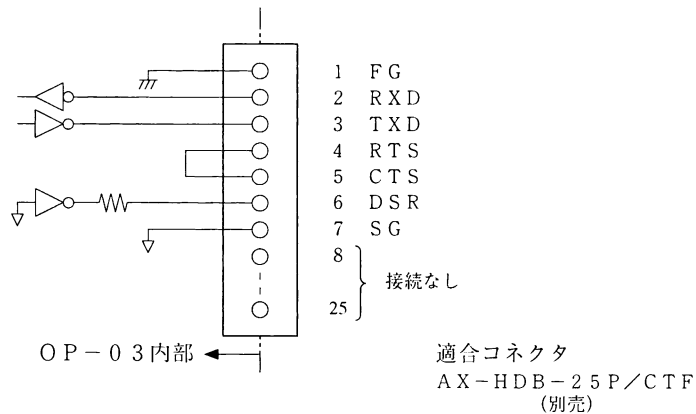 1 FG
2 RXD
3 TXD
4 RTS
5 CTS
6 DSR
7 SG
8
接続なし
25
OP-03内部
適合コネクタ
AX-HDB-25P/CTF
(別売)